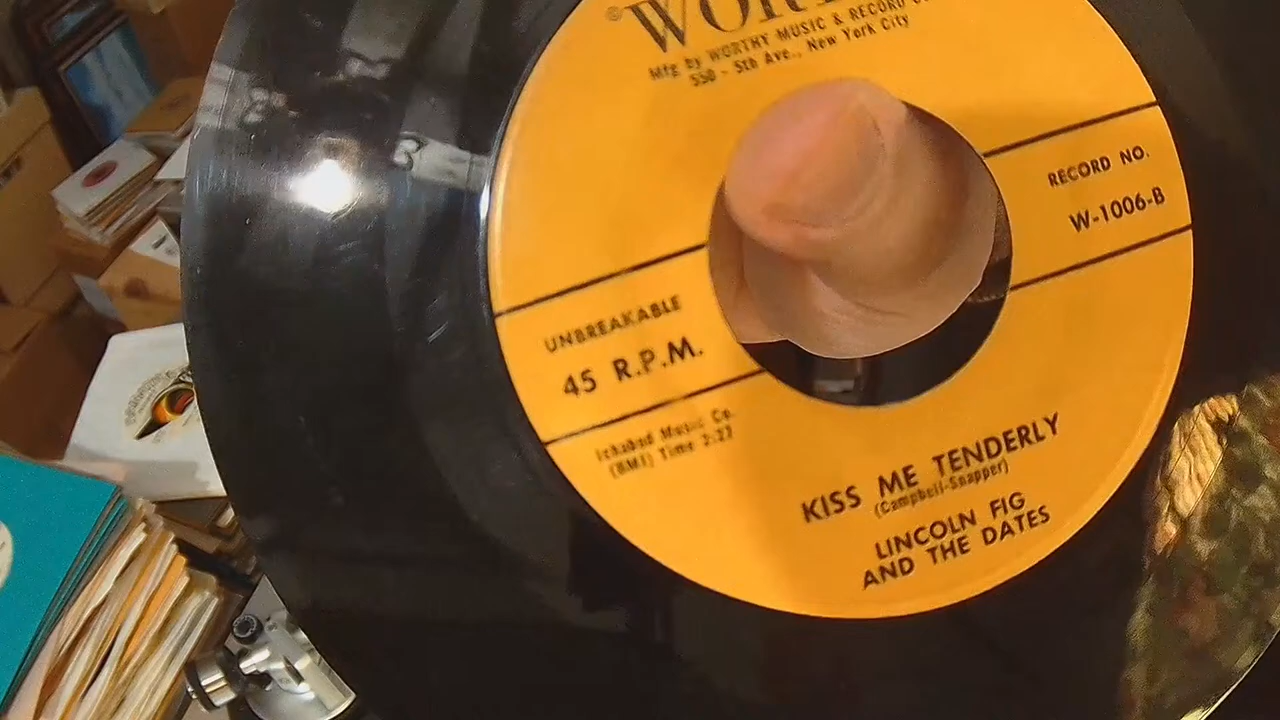 WOR
Mfg by WORTHY MUSIC & RECORD
550 - 5th Ave., New York City
RECORD NO.
W-1006-B
UNBREAKABLE
45 R.P.M.
Ichabod Music Co.
(BMI) Time 2:22
KISS ME TENDERLY
(Campbell-Snapper)
LINCOLN FIG
AND THE DATES